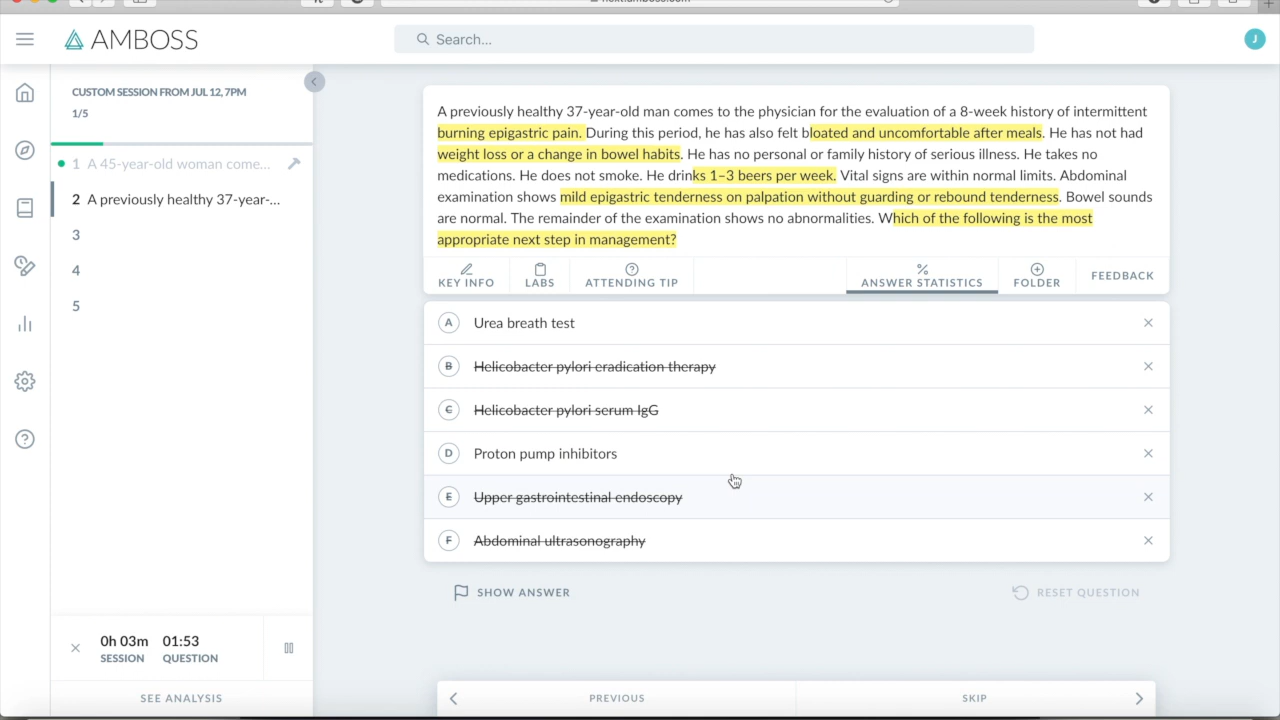 next.amboss.com
AMBOSS
Search...
J
CUSTOM SESSION FROM JUL 12, 7PM
1/5
1 A 45-year-old woman come...
2 A previously healthy 37-year-...
3
4
5
A previously healthy 37-year-old man comes to the physician for the evaluation of a 8-week history of intermittent
burning epigastric pain. During this period, he has also felt bloated and uncomfortable after meals. He has not had
weight loss or a change in bowel habits. He has no personal or family history of serious illness. He takes no
medications. He does not smoke. He drinks 1–3 beers per week. Vital signs are within normal limits. Abdominal
examination shows mild epigastric tenderness on palpation without guarding or rebound tenderness. Bowel sounds
are normal. The remainder of the examination shows no abnormalities. Which of the following is the most
appropriate next step in management?
KEY INFO
LABS
ATTENDING TIP
ANSWER STATISTICS
FOLDER
FEEDBACK
A Urea breath test
B Helicobacter pylori eradication therapy
C Helicobacter pylori serum IgG
D Proton pump inhibitors
E Upper gastrointestinal endoscopy
F Abdominal ultrasonography
SHOW ANSWER
RESET QUESTION
0h 03m 01:53
SESSION QUESTION
SEE ANALYSIS
PREVIOUS
SKIP